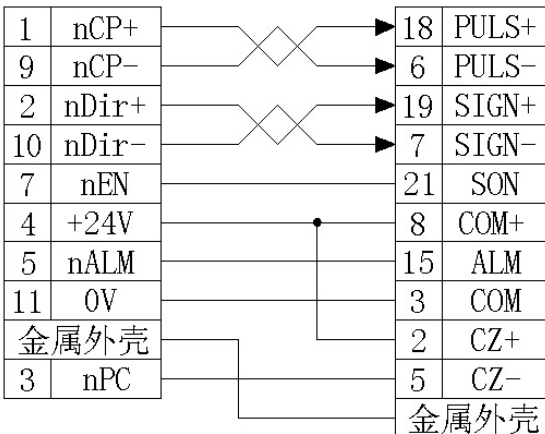 1 nCP+ 18 PULS+
9 nCP- 6 PULS-
2 nDir+ 19 SIGN+
10 nDir- 7 SIGN-
7 nEN 21 SON
4 +24V 8 COM+
5 nALM 15 ALM
11 0V 3 COM
金属外壳 2 CZ+
3 nPC 5 CZ-
金属外壳